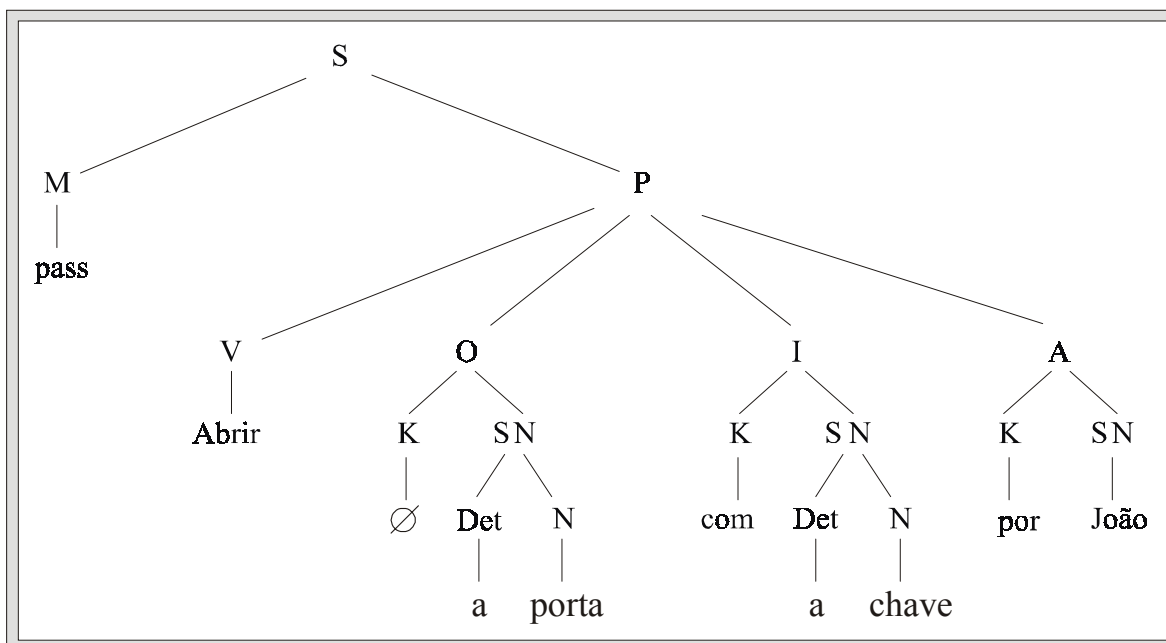 S
M P
pass
V O I A
Abrir K SN K SN K SN
∅ Det N com Det N por João
a porta a chave